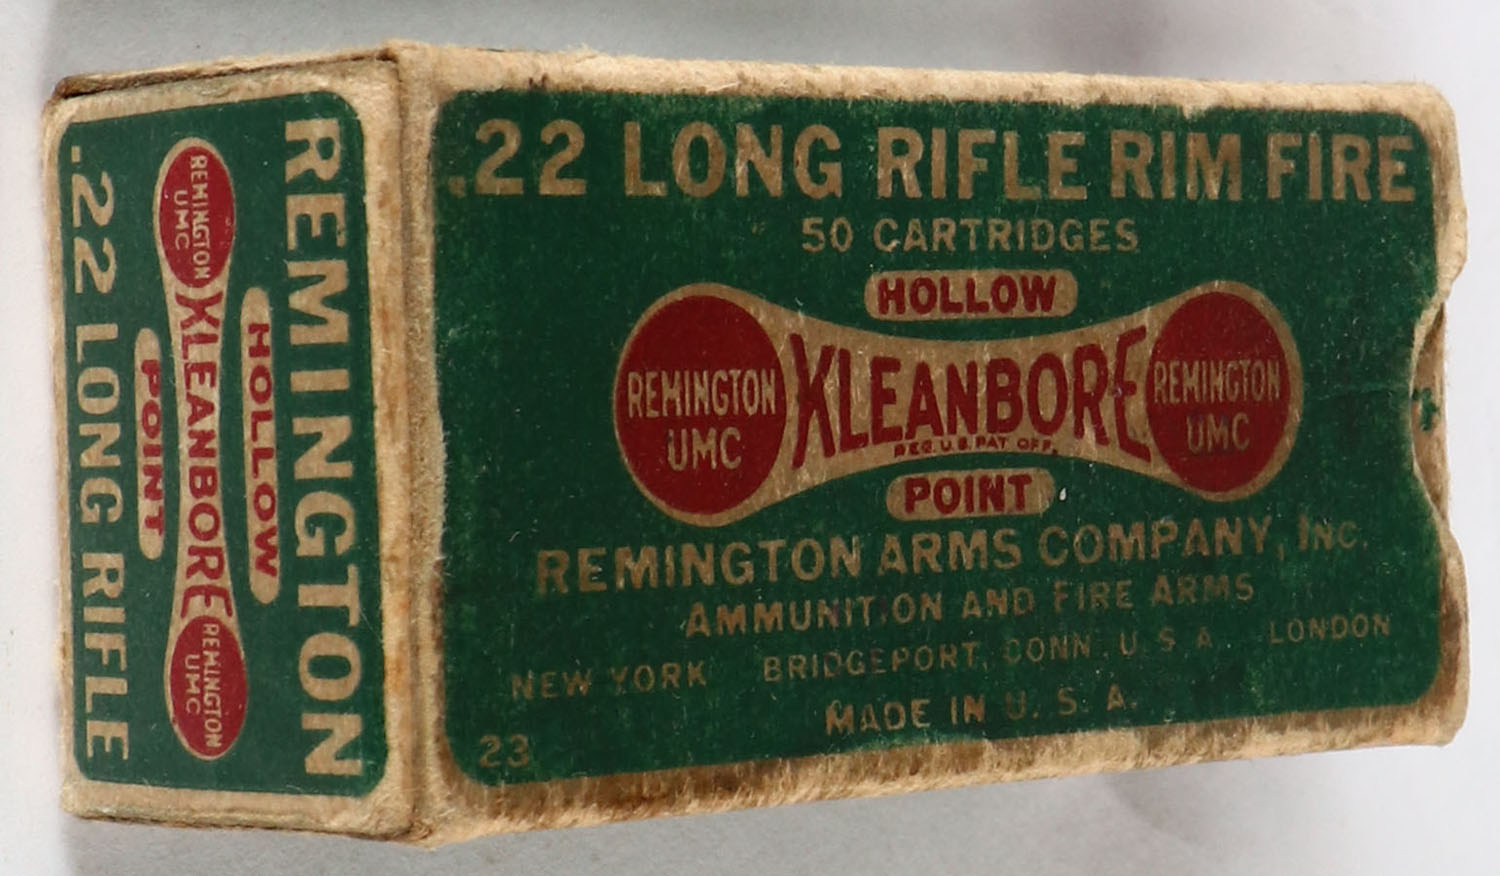 REMINGTON
HOLLOW
REMINGTON UMC KLEANBORE REMINGTON UMC
POINT
.22 LONG RIFLE
.22 LONG RIFLE RIM FIRE
50 CARTRIDGES
HOLLOW
REMINGTON UMC KLEANBORE REMINGTON UMC
REG. U.S. PAT. OFF.
POINT
REMINGTON ARMS COMPANY, INC.
AMMUNITION AND FIRE ARMS
NEW YORK BRIDGEPORT, CONN. U. S. A. LONDON
MADE IN U. S. A.
23